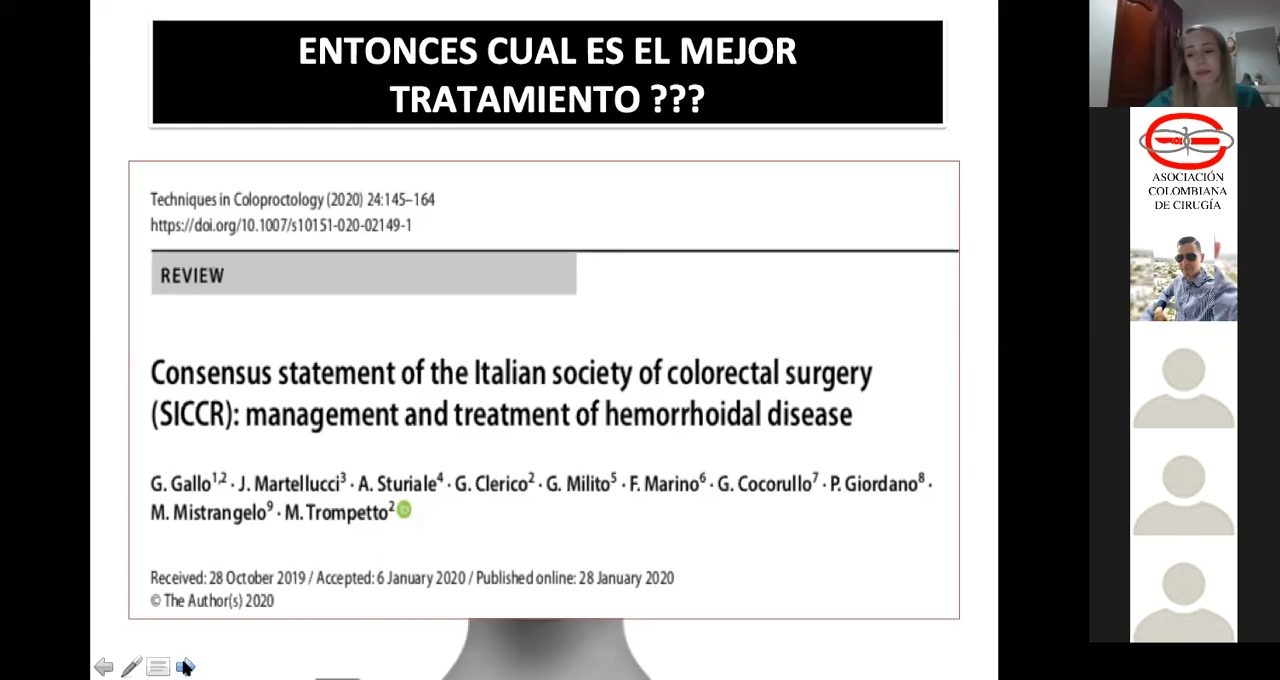 ENTONCES CUAL ES EL MEJOR
TRATAMIENTO ???
Techniques in Coloproctology (2020) 24:145–164
https://doi.org/10.1007/s10151-020-02149-1
REVIEW
Consensus statement of the Italian society of colorectal surgery
(SICCR): management and treatment of hemorrhoidal disease
G. Gallo1,2 · J. Martellucci3 · A. Sturiale4 · G. Clerico2 · G. Milito5 · F. Marino6 · G. Cocorullo7 · P. Giordano8 ·
M. Mistrangelo9 · M. Trompetto2
Received: 28 October 2019 / Accepted: 6 January 2020 / Published online: 28 January 2020
© The Author(s) 2020
ASOCIACIÓN
COLOMBIANA
DE CIRUGÍA